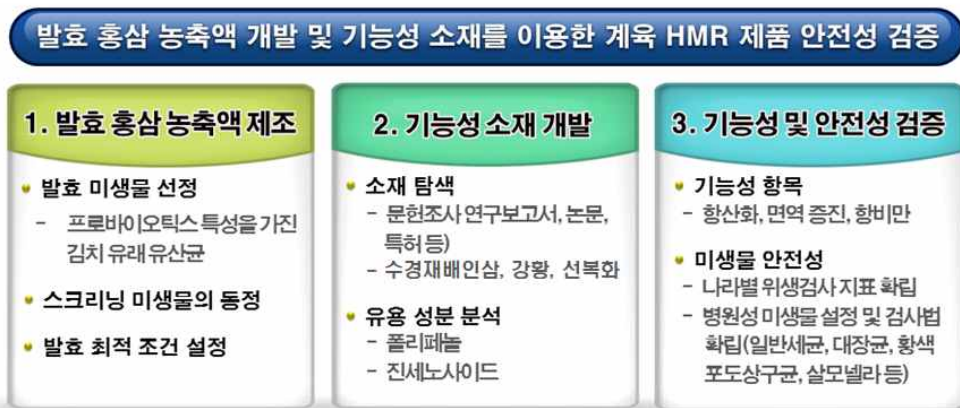 발효 홍삼 농축액 개발 및 기능성 소재를 이용한 계육 HMR 제품 안전성 검증
1. 발효 홍삼 농축액 제조
발효 미생물 선정
- 프로바이오틱스 특성을 가진
김치 유래 유산균
스크리닝 미생물의 동정
발효 최적 조건 설정
2. 기능성 소재 개발
소재 탐색
- 문헌조사 연구보고서, 논문,
특허 등)
- 수경재배인삼, 강황, 선복화
유용 성분 분석
- 폴리페놀
- 진세노사이드
3. 기능성 및 안전성 검증
기능성 항목
- 항산화, 면역 증진, 항비만
미생물 안전성
- 나라별 위생검사 지표 확립
- 병원성 미생물 설정 및 검사법
확립(일반세균, 대장균, 황색
포도상구균, 살모넬라 등)